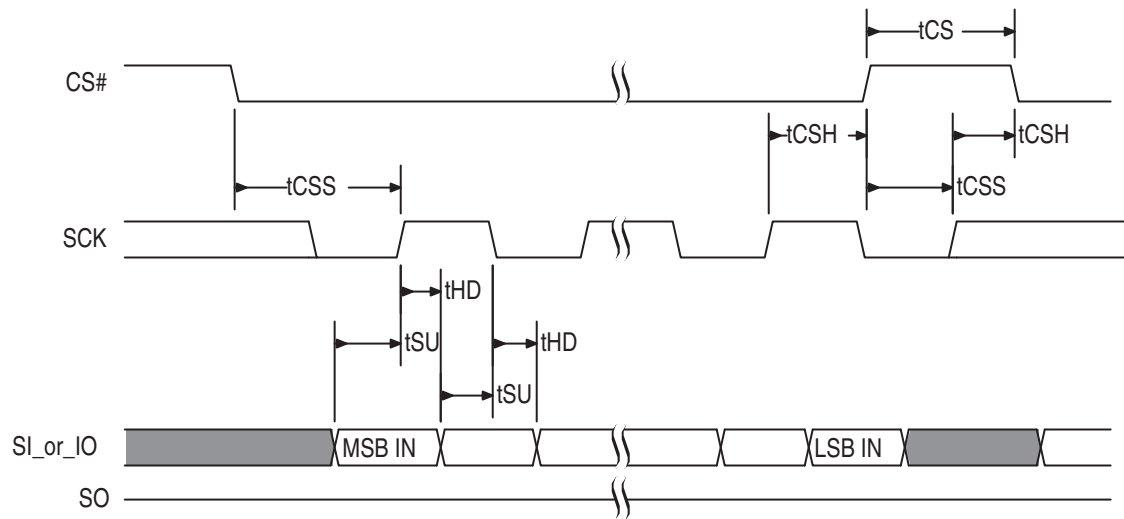 tCS
CS#
tCSH
tCSH
tCSS
tCSS
SCK
tHD
tSU
tHD
tSU
SI_or_IO
MSB IN
LSB IN
SO